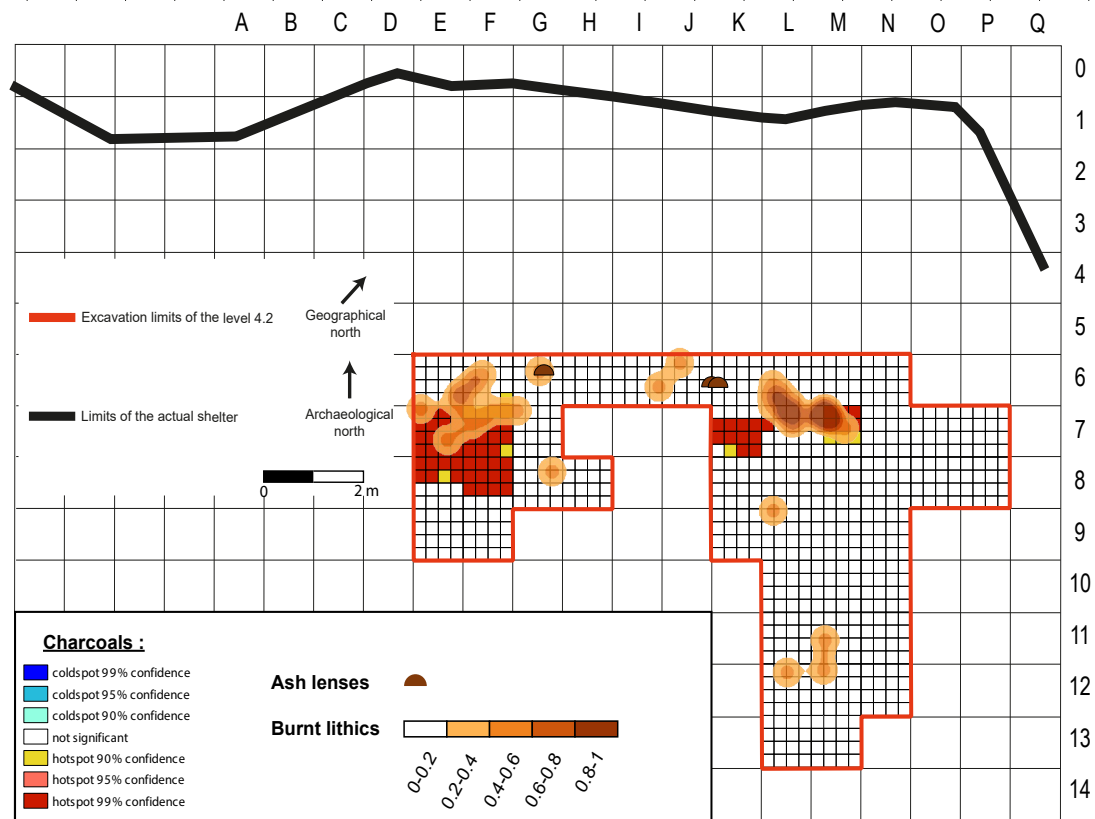 A B C D E F G H I J K L M N O P Q
0
1
2
3
4
Excavation limits of the level 4.2
Geographical
north
5
6
Limits of the actual shelter
Archaeological
north
7
0 2 m
8
9
10
11
12
13
14
Charcoals :
coldspot 99% confidence
coldspot 95% confidence
coldspot 90% confidence
not significant
hotspot 90% confidence
hotspot 95% confidence
hotspot 99% confidence
Ash lenses
Burnt lithics
0-0.2
0.2-0.4
0.4-0.6
0.6-0.8
0.8-1